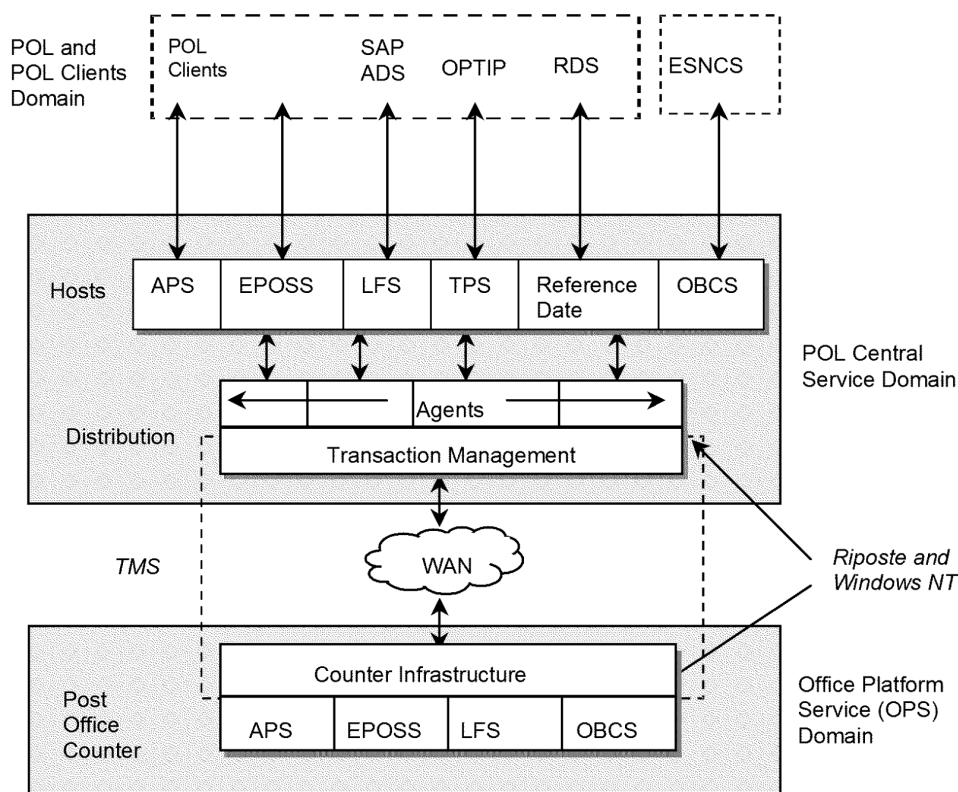 POL and
POL Clients
Domain
POL
Clients
SAP
ADS
OPTIP
RDS
ESNCS
Hosts
APS
EPOSS
LFS
TPS
Reference
Date
OBCS
POL Central
Service Domain
Agents
Distribution
Transaction Management
TMS
WAN
Riposte and
Windows NT
Counter Infrastructure
Post
Office
Counter
APS
EPOSS
LFS
OBCS
Office Platform
Service (OPS)
Domain